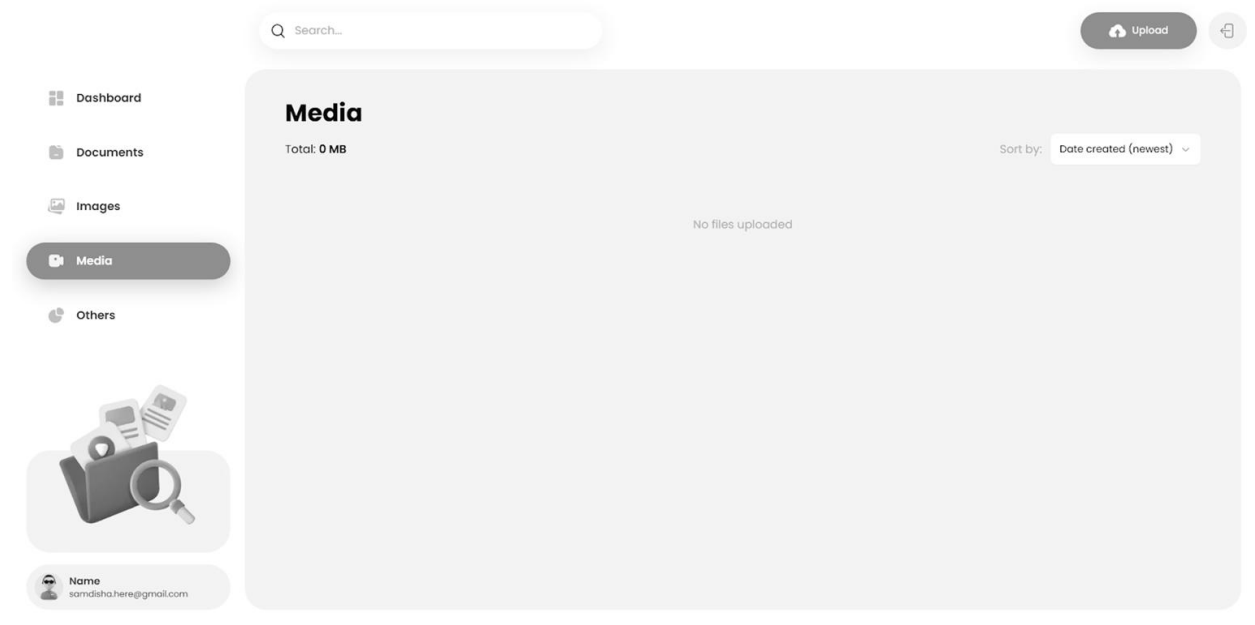 Search...
Upload
Dashboard
Documents
Images
Media
Others
Name
samdisha.here@gmail.com
Media
Total: 0 MB
Sort by: Date created (newest)
No files uploaded